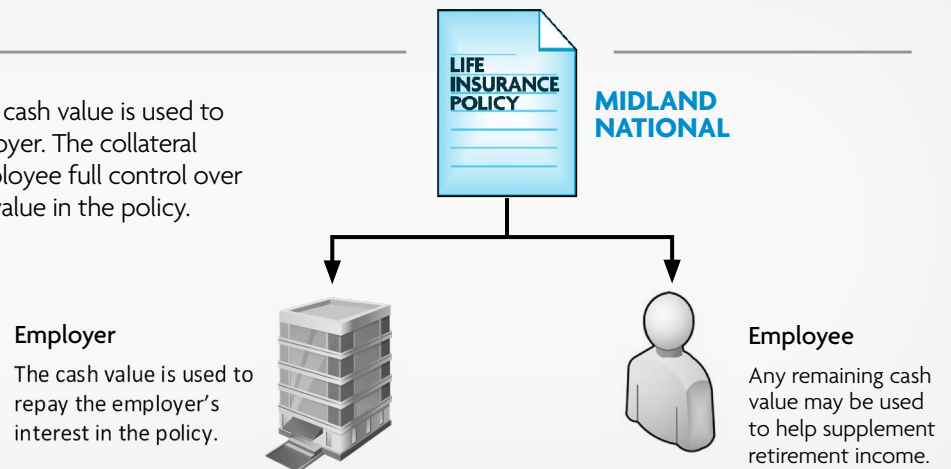 LIFE
INSURANCE
POLICY
MIDLAND
NATIONAL
cash value is used to
oyer. The collateral
ployee full control over
value in the policy.
Employer
The cash value is used to
repay the employer's
interest in the policy.
Employee
Any remaining cash
value may be used
to help supplement
retirement income.